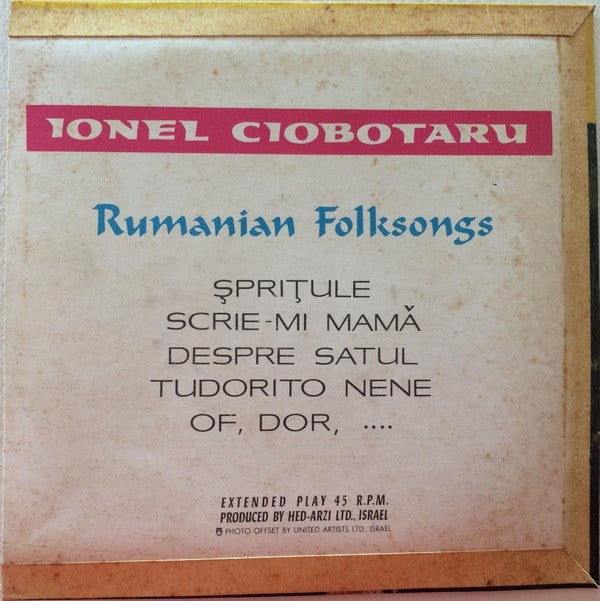 IONEL CIOBOTARU
Rumanian Folksongs
ŞPRIŢULE
SCRIE-MI MAMǍ
DESPRE SATUL
TUDORITO NENE
OF, DOR, ....
EXTENDED PLAY 45 R.P.M.
PRODUCED BY HED-ARZI LTD., ISRAEL
PHOTO OFFSET BY UNITED ARTISTS LTD., ISRAEL